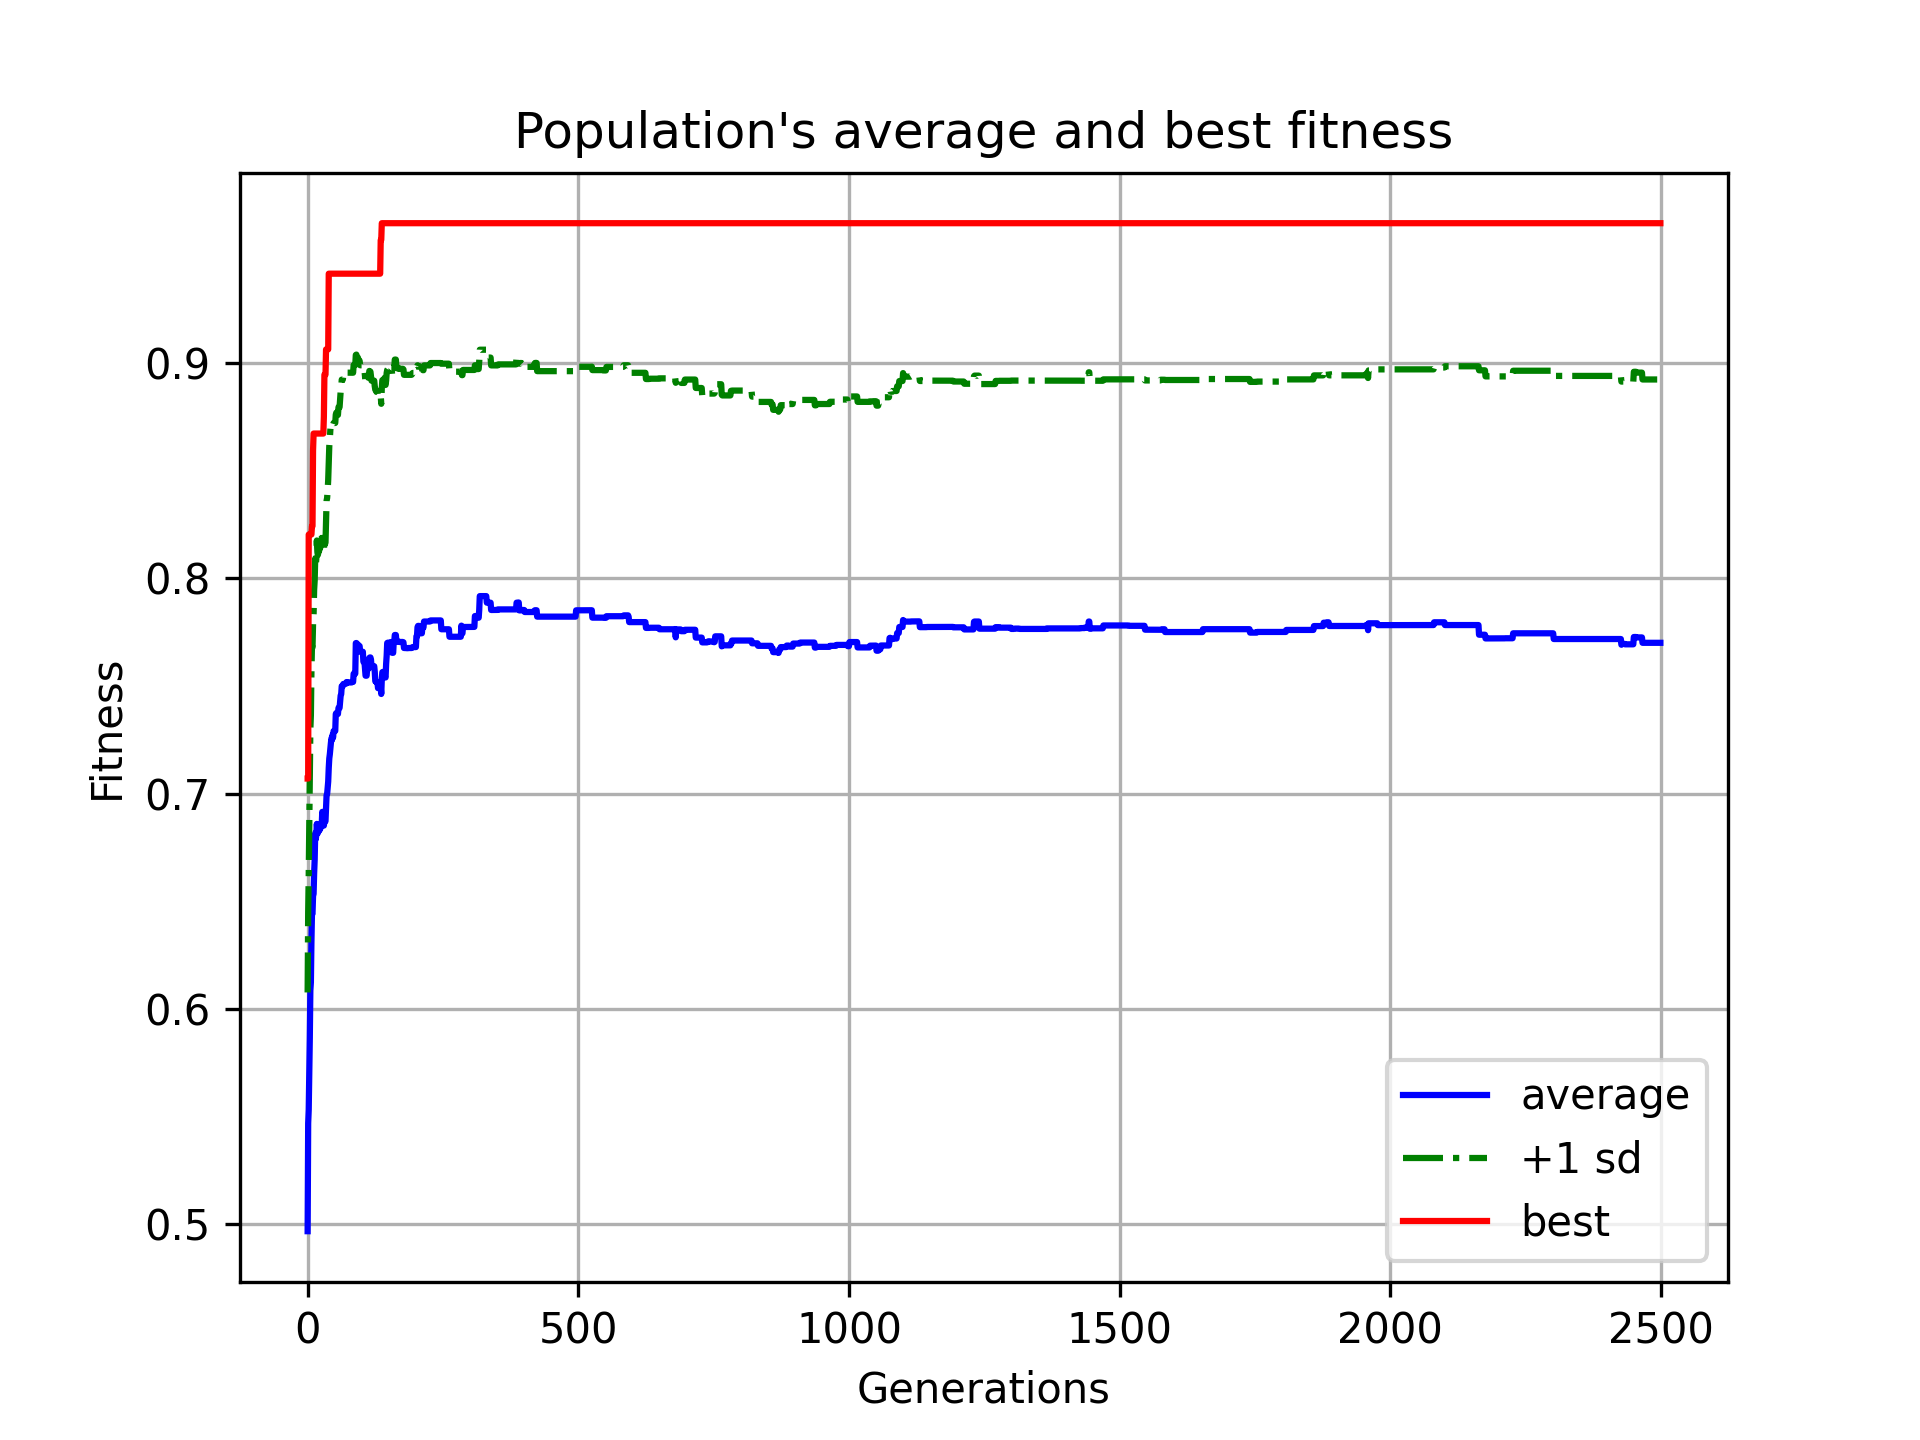 Population's average and best fitness
0.9
0.8
0.7
0.6
0.5
Fitness
average
+1 sd
best
0 500 1000 1500 2000 2500
Generations